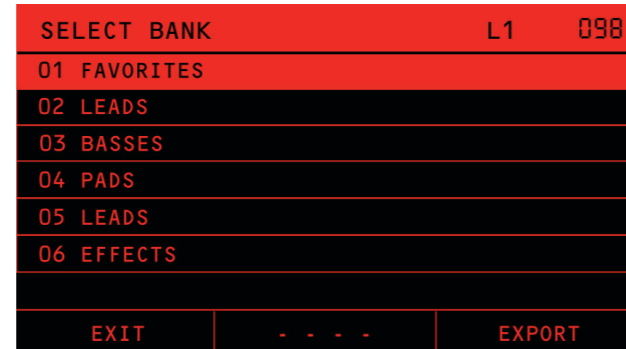 SELECT BANK L1 098
01 FAVORITES
02 LEADS
03 BASSES
04 PADS
05 LEADS
06 EFFECTS
EXIT - - - - EXPORT